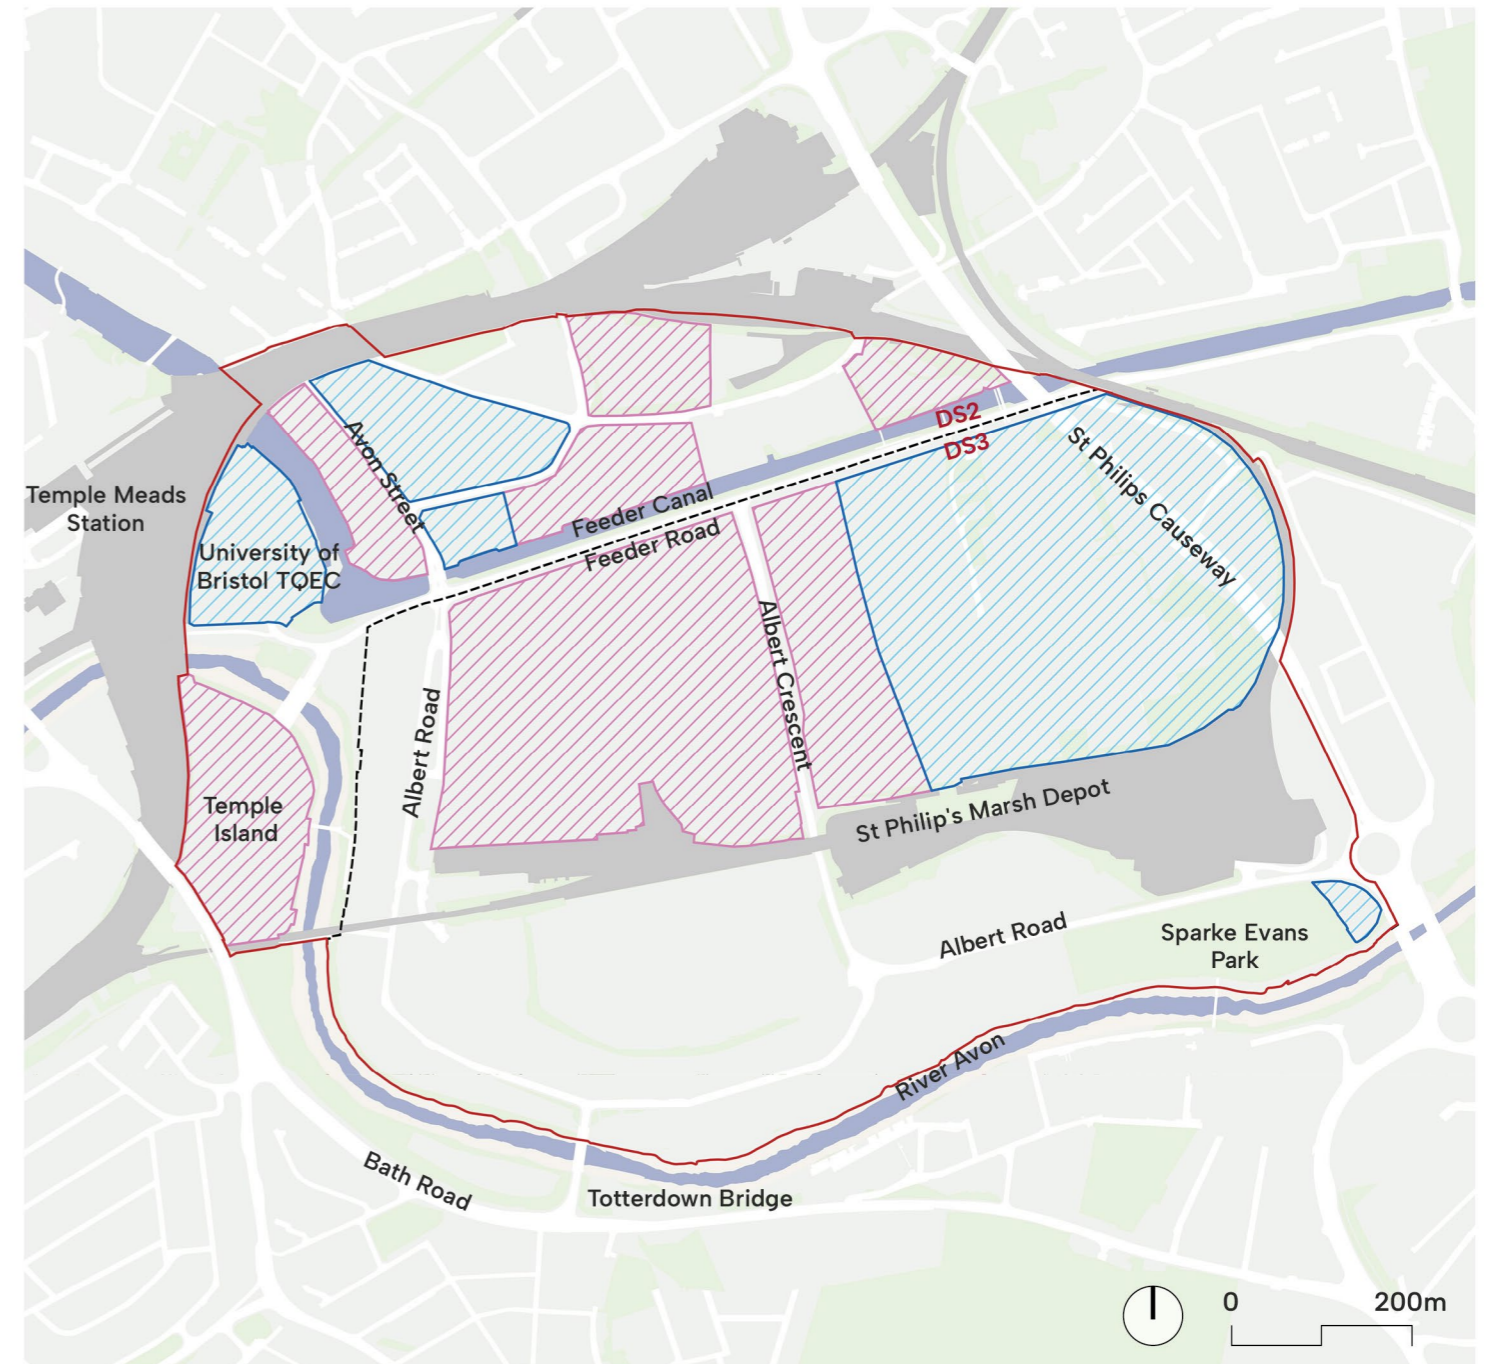 DS2
DS3
St Philips Causeway
Avon Street
Temple Meads
Station
Feeder Canal
Feeder Road
University of
Bristol TQEC
Albert Crescent
Albert Road
Temple
Island
St Philip's Marsh Depot
Albert Road
Sparke Evans
Park
River Avon
Bath Road
Totterdown Bridge
0
200m